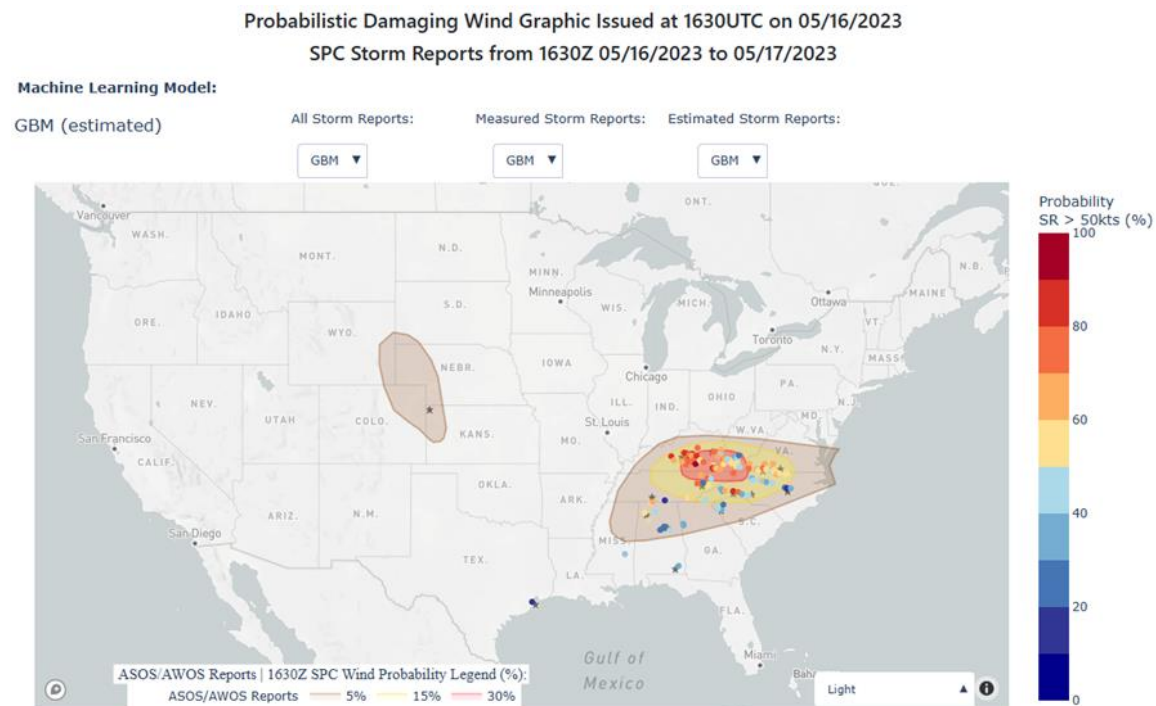 Probabilistic Damaging Wind Graphic Issued at 1630UTC on 05/16/2023
SPC Storm Reports from 1630Z 05/16/2023 to 05/17/2023
Machine Learning Model:
GBM (estimated)
All Storm Reports:
Measured Storm Reports:
Estimated Storm Reports:
GBM ▼
GBM ▼
GBM ▼
Probability
SR > 50kts (%)
100
80
60
40
20
0
Vancouver
WASH.
MONT.
N.D.
ONT.
QUE.
N.B.
MINN.
Minneapolis
Ottawa
MAINE
S.D.
WIS.
MICH.
VT.
ORE.
IDAHO
WYO.
Toronto
N.Y.
MASS
NEBR.
IOWA
Chicago
PA.
N.J.
NEV.
UTAH
COLO.
ILL.
IND.
OHIO
MD.
San Francisco
KANS.
MO.
St. Louis
W.VA.
VA.
CALIF.
ARIZ.
N.M.
OKLA.
ARK.
S.C.
San Diego
TEX.
MISS.
GA.
LA.
FLA.
Gulf of
Mexico
Miami
Baha
ASOS/AWOS Reports | 1630Z SPC Wind Probability Legend (%):
ASOS/AWOS Reports 5% 15% 30%
Light ▲